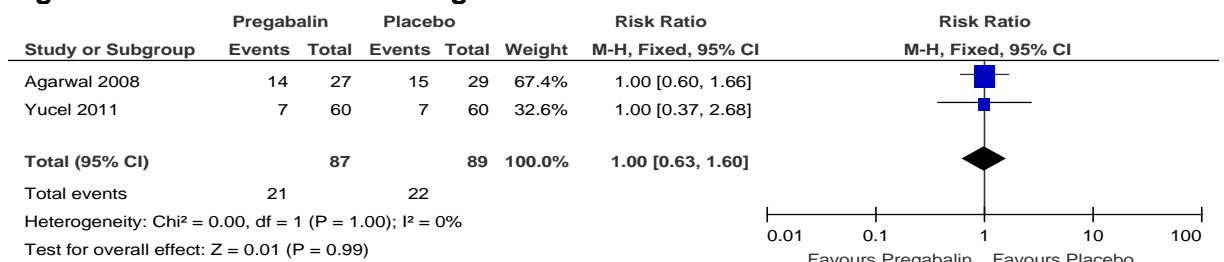 Pregabalin Placebo Risk Ratio Risk Ratio
Study or Subgroup Events Total Events Total Weight M-H, Fixed, 95% CI M-H, Fixed, 95% CI
Agarwal 2008 14 27 15 29 67.4% 1.00 [0.60, 1.66]
Yucel 2011 7 60 7 60 32.6% 1.00 [0.37, 2.68]
Total (95% CI) 87 89 100.0% 1.00 [0.63, 1.60]
Total events 21 22
Heterogeneity: Chi² = 0.00, df = 1 (P = 1.00); I² = 0%
Test for overall effect: Z = 0.01 (P = 0.99)
0.01 0.1 1 10 100
Favours Pregabalin Favours Placebo